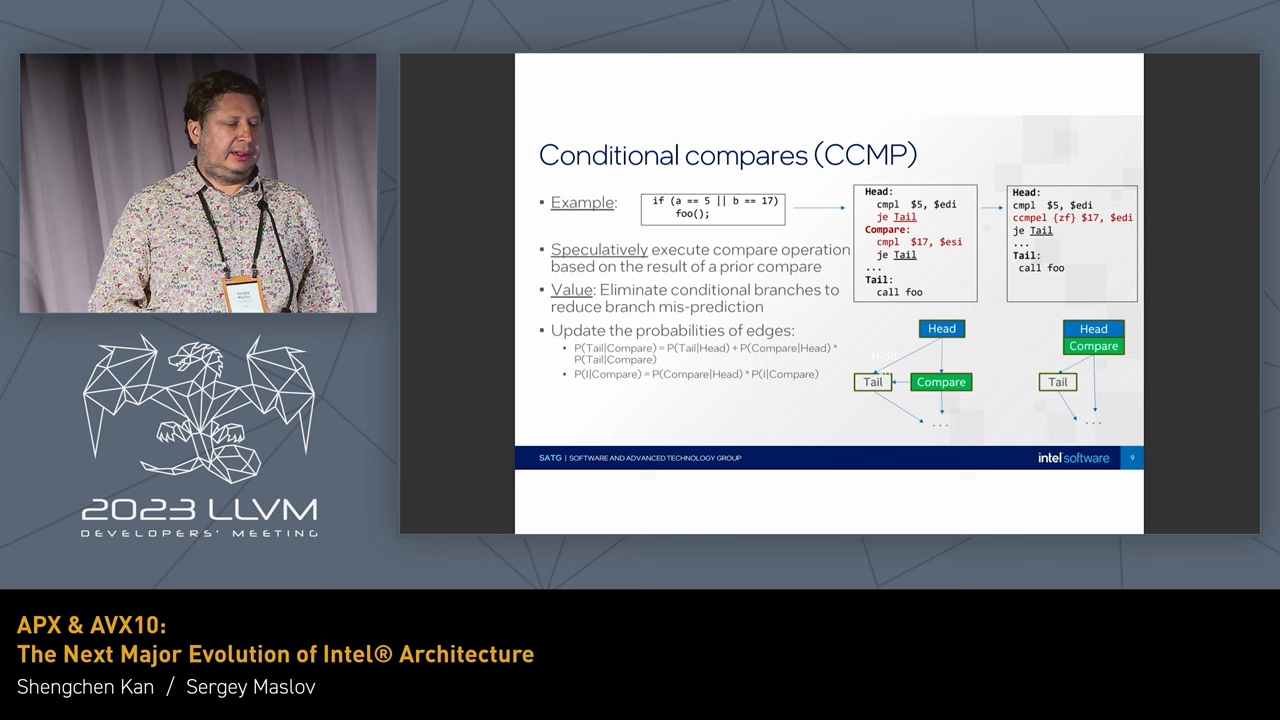 Conditional compares (CCMP)
▪ Example:
if (a == 5 || b == 17)
foo();
▪ Speculatively execute compare operation
based on the result of a prior compare
▪ Value: Eliminate conditional branches to
reduce branch mis-prediction
▪ Update the probabilities of edges:
• P(Tail|Compare) = P(Tail|Head) + P(Compare|Head) *
P(Tail|Compare)
• P(I|Compare) = P(Compare|Head) * P(I|Compare)
Head:
cmpl $5, $edi
je Tail
Compare:
cmpl $17, $esi
je Tail
...
Tail:
call foo
Head:
cmpl $5, $edi
ccmpel {zf} $17, $edi
je Tail
...
Tail:
call foo
Head
Tail
Compare
...
Head
Compare
Tail
...
SATG | SOFTWARE AND ADVANCED TECHNOLOGY GROUP
intel software
9
Sergey
Maslov
2023 LLVM
DEVELOPERS' MEETING
APX & AVX10:
The Next Major Evolution of Intel® Architecture
Shengchen Kan / Sergey Maslov